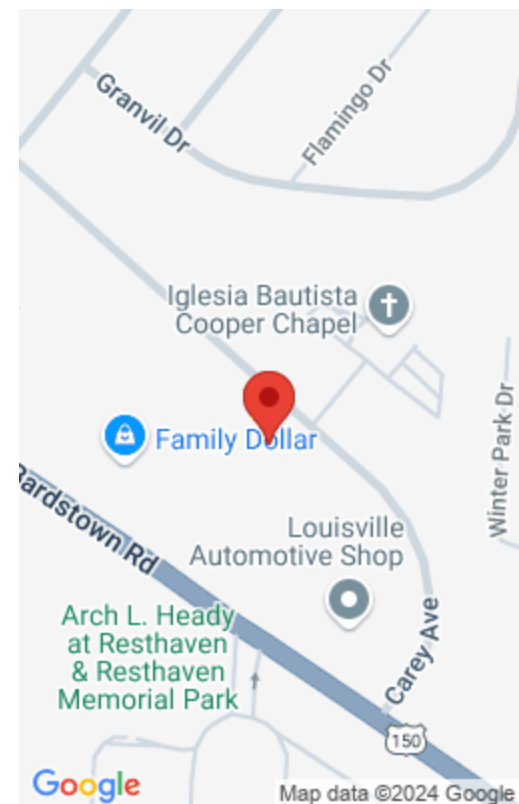 Granvil Dr
Flamingo Dr
Iglesia Bautista
Cooper Chapel
Family Dollar
Winter Park Dr
Bardstown Rd
Louisville
Automotive Shop
Arch L. Heady
at Resthaven
& Resthaven
Memorial Park
Carey Ave
150
Google
Map data ©2024 Google